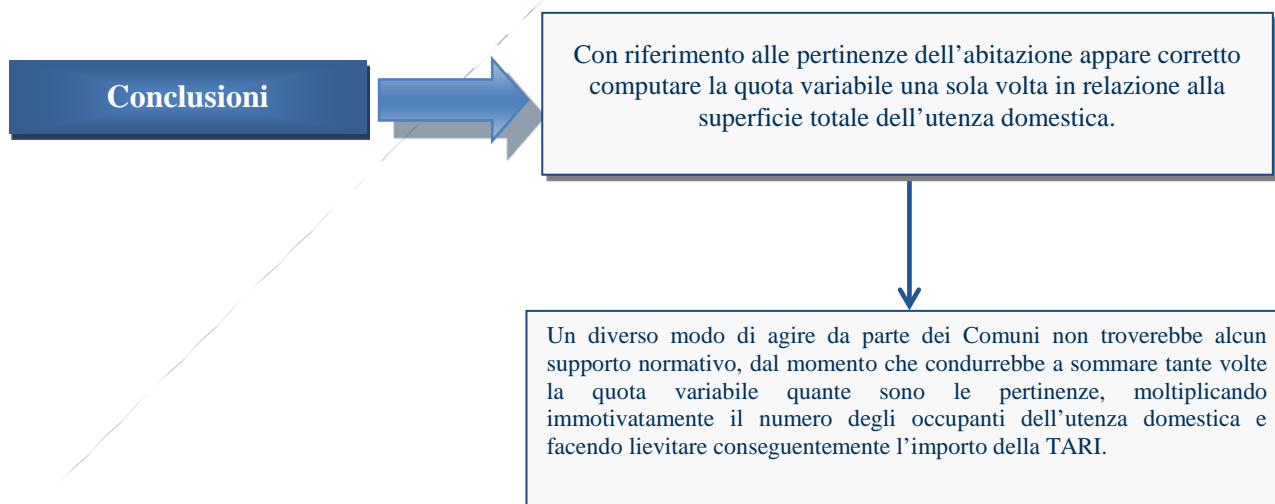 Conclusioni
Con riferimento alle pertinenze dell’abitazione appare corretto
computare la quota variabile una sola volta in relazione alla
superficie totale dell’utenza domestica.
Un diverso modo di agire da parte dei Comuni non troverebbe alcun
supporto normativo, dal momento che condurrebbe a sommare tante volte
la quota variabile quante sono le pertinenze, moltiplicando
immotivatamente il numero degli occupanti dell’utenza domestica e
facendo lievitare conseguentemente l’importo della TARI.